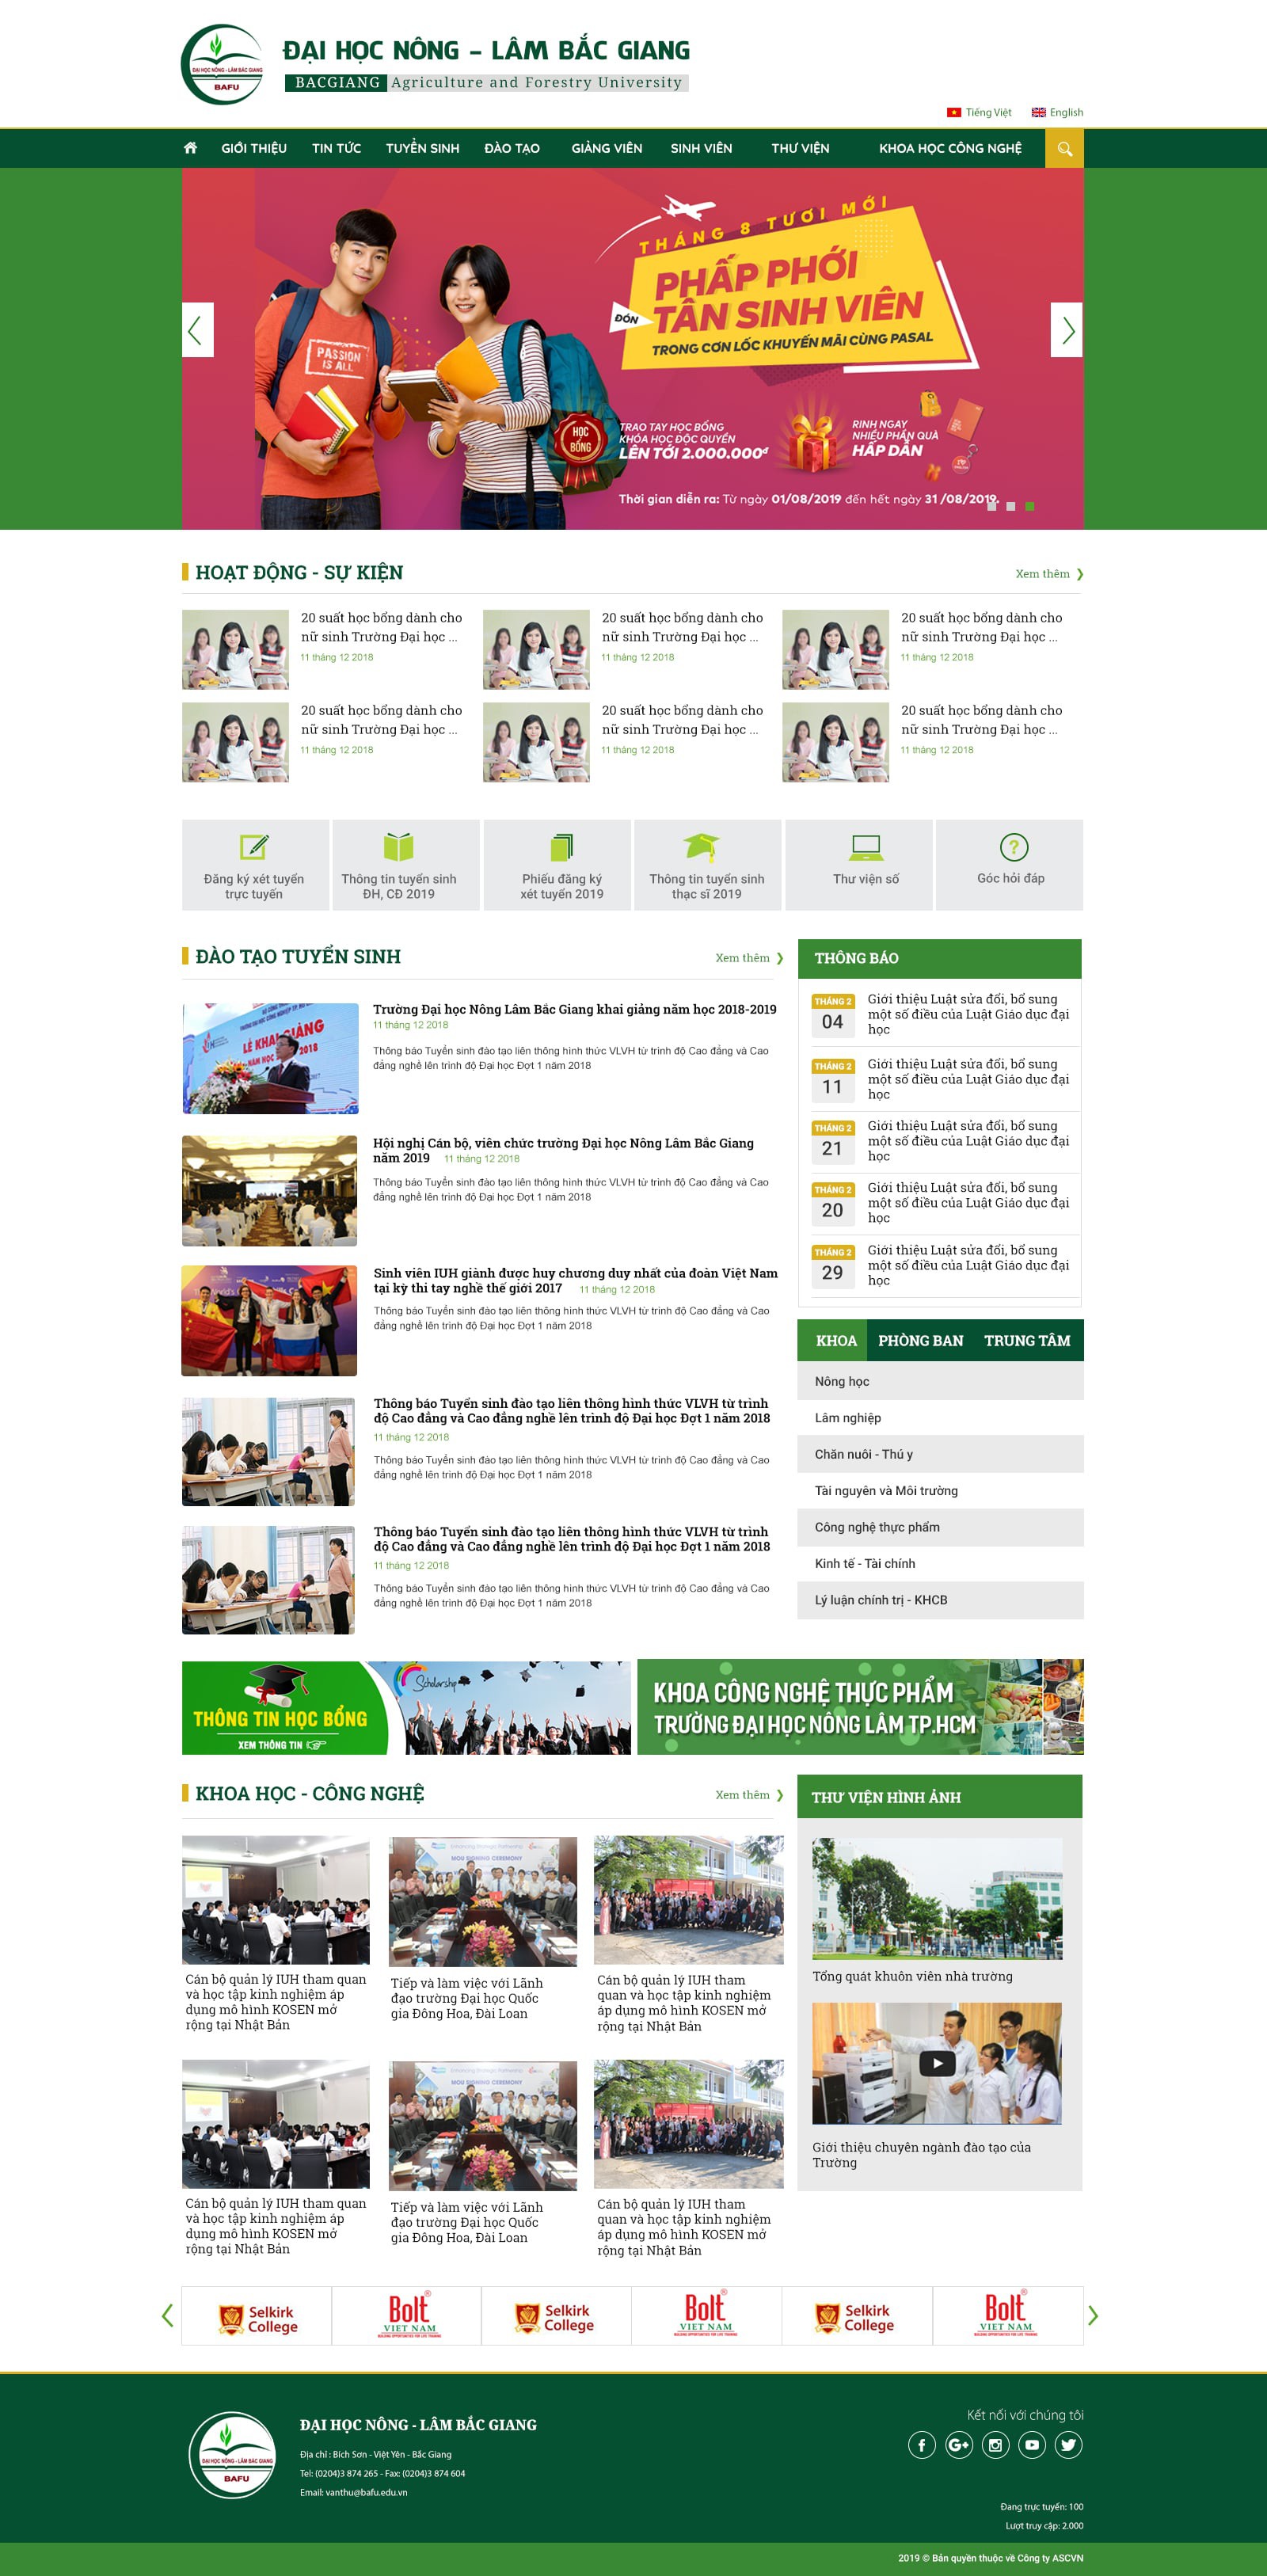 ĐẠI HỌC NÔNG - LÂM BẮC GIANG
BAFU
ĐẠI HỌC NÔNG – LÂM BẮC GIANG
BACGIANG Agriculture and Forestry University
Tiếng Việt English
GIỚI THIỆU TIN TỨC TUYỂN SINH ĐÀO TẠO GIẢNG VIÊN SINH VIÊN THƯ VIỆN KHOA HỌC CÔNG NGHỆ
THÁNG 8 TƯƠI MỚI
PHẤP PHỚI
ĐÓN TÂN SINH VIÊN
TRONG CƠN LỐC KHUYẾN MÃI CÙNG PASAL
PASSION
IS ALL
HỌC
BỔNG
TRAO TAY HỌC BỔNG
KHÓA HỌC ĐỘC QUYỀN
LÊN TỚI 2.000.000đ
RINH NGAY
NHIỀU PHẦN QUÀ
HẤP DẪN
Thời gian diễn ra: Từ ngày 01/08/2019 đến hết ngày 31 /08/2019.
HOẠT ĐỘNG - SỰ KIỆN
Xem thêm
20 suất học bổng dành cho
nữ sinh Trường Đại học ...
11 tháng 12 2018
20 suất học bổng dành cho
nữ sinh Trường Đại học ...
11 tháng 12 2018
20 suất học bổng dành cho
nữ sinh Trường Đại học ...
11 tháng 12 2018
20 suất học bổng dành cho
nữ sinh Trường Đại học ...
11 tháng 12 2018
20 suất học bổng dành cho
nữ sinh Trường Đại học ...
11 tháng 12 2018
20 suất học bổng dành cho
nữ sinh Trường Đại học ...
11 tháng 12 2018
Đăng ký xét tuyển
trực tuyến
Thông tin tuyển sinh
ĐH, CĐ 2019
Phiếu đăng ký
xét tuyển 2019
Thông tin tuyển sinh
thạc sĩ 2019
Thư viện số
?
Góc hỏi đáp
ĐÀO TẠO TUYỂN SINH
Xem thêm
LỄ KHAI GIẢNG
NĂM HỌC 2018
Trường Đại học Nông Lâm Bắc Giang khai giảng năm học 2018-2019
11 tháng 12 2018
Thông báo Tuyển sinh đào tạo liên thông hình thức VLVH từ trình độ Cao đẳng và Cao
đẳng nghề lên trình độ Đại học Đợt 1 năm 2018
Hội nghị Cán bộ, viên chức trường Đại học Nông Lâm Bắc Giang
năm 2019 11 tháng 12 2018
Thông báo Tuyển sinh đào tạo liên thông hình thức VLVH từ trình độ Cao đẳng và Cao
đẳng nghề lên trình độ Đại học Đợt 1 năm 2018
Sinh viên IUH giành được huy chương duy nhất của đoàn Việt Nam
tại kỳ thi tay nghề thế giới 2017 11 tháng 12 2018
Thông báo Tuyển sinh đào tạo liên thông hình thức VLVH từ trình độ Cao đẳng và Cao
đẳng nghề lên trình độ Đại học Đợt 1 năm 2018
Thông báo Tuyển sinh đào tạo liên thông hình thức VLVH từ trình
độ Cao đẳng và Cao đẳng nghề lên trình độ Đại học Đợt 1 năm 2018
11 tháng 12 2018
Thông báo Tuyển sinh đào tạo liên thông hình thức VLVH từ trình độ Cao đẳng và Cao
đẳng nghề lên trình độ Đại học Đợt 1 năm 2018
Thông báo Tuyển sinh đào tạo liên thông hình thức VLVH từ trình
độ Cao đẳng và Cao đẳng nghề lên trình độ Đại học Đợt 1 năm 2018
11 tháng 12 2018
Thông báo Tuyển sinh đào tạo liên thông hình thức VLVH từ trình độ Cao đẳng và Cao
đẳng nghề lên trình độ Đại học Đợt 1 năm 2018
THÔNG BÁO
THÁNG 2
04
Giới thiệu Luật sửa đổi, bổ sung
một số điều của Luật Giáo dục đại
học
THÁNG 2
11
Giới thiệu Luật sửa đổi, bổ sung
một số điều của Luật Giáo dục đại
học
THÁNG 2
21
Giới thiệu Luật sửa đổi, bổ sung
một số điều của Luật Giáo dục đại
học
THÁNG 2
20
Giới thiệu Luật sửa đổi, bổ sung
một số điều của Luật Giáo dục đại
học
THÁNG 2
29
Giới thiệu Luật sửa đổi, bổ sung
một số điều của Luật Giáo dục đại
học
KHOA PHÒNG BAN TRUNG TÂM
Nông học
Lâm nghiệp
Chăn nuôi - Thú y
Tài nguyên và Môi trường
Công nghệ thực phẩm
Kinh tế - Tài chính
Lý luận chính trị - KHCB
THÔNG TIN HỌC BỔNG
XEM THÔNG TIN
Scholarship
KHOA CÔNG NGHỆ THỰC PHẨM
TRƯỜNG ĐẠI HỌC NÔNG LÂM TP.HCM
KHOA HỌC - CÔNG NGHỆ
Xem thêm
MOU SIGNING CEREMONY
Cán bộ quản lý IUH tham quan
và học tập kinh nghiệm áp
dụng mô hình KOSEN mở
rộng tại Nhật Bản
Tiếp và làm việc với Lãnh
đạo trường Đại học Quốc
gia Đông Hoa, Đài Loan
Cán bộ quản lý IUH tham
quan và học tập kinh nghiệm
áp dụng mô hình KOSEN mở
rộng tại Nhật Bản
MOU SIGNING CEREMONY
Cán bộ quản lý IUH tham quan
và học tập kinh nghiệm áp
dụng mô hình KOSEN mở
rộng tại Nhật Bản
Tiếp và làm việc với Lãnh
đạo trường Đại học Quốc
gia Đông Hoa, Đài Loan
Cán bộ quản lý IUH tham
quan và học tập kinh nghiệm
áp dụng mô hình KOSEN mở
rộng tại Nhật Bản
THƯ VIỆN HÌNH ẢNH
Tổng quát khuôn viên nhà trường
Giới thiệu chuyên ngành đào tạo của
Trường
Selkirk
College
Bolt®
VIET NAM
BUILDING OPPORTUNITIES FOR LIFE TRAINING
Selkirk
College
Bolt®
VIET NAM
BUILDING OPPORTUNITIES FOR LIFE TRAINING
Selkirk
College
Bolt®
VIET NAM
BUILDING OPPORTUNITIES FOR LIFE TRAINING
ĐẠI HỌC NÔNG - LÂM BẮC GIANG
BAFU
ĐẠI HỌC NÔNG - LÂM BẮC GIANG
Địa chỉ : Bích Sơn - Việt Yên - Bắc Giang
Tel: (0204)3 874 265 - Fax: (0204)3 874 604
Email: vanthu@bafu.edu.vn
Kết nối với chúng tôi
Đang trực tuyến: 100
Lượt truy cập: 2.000
2019 © Bản quyền thuộc về Công ty ASCVN